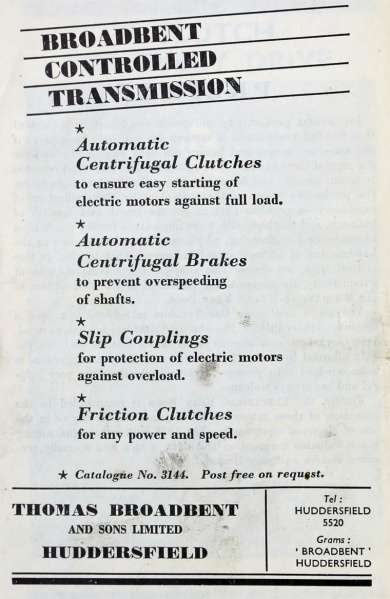 BROADBENT
CONTROLLED
TRANSMISSION
★
Automatic
Centrifugal Clutches
to ensure easy starting of
electric motors against full load.
★
Automatic
Centrifugal Brakes
to prevent overspeeding
of shafts.
★
Slip Couplings
for protection of electric motors
against overload.
★
Friction Clutches
for any power and speed.
★ Catalogue No. 3144. Post free on request.
THOMAS BROADBENT
AND SONS LIMITED
HUDDERSFIELD
Tel :
HUDDERSFIELD
5520
Grams :
' BROADBENT '
HUDDERSFIELD